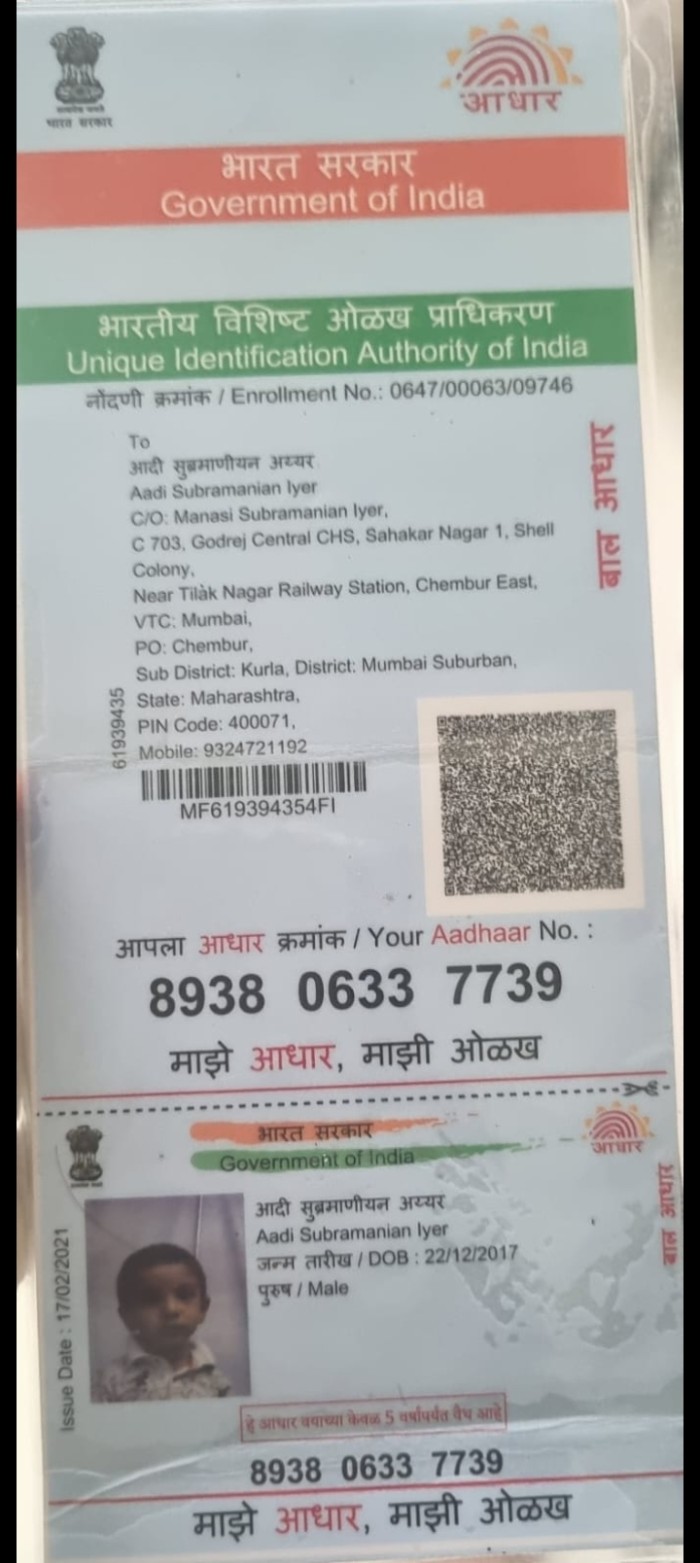 भारत सरकार
आधार
भारत सरकार
Government of India
भारतीय विशिष्ट ओळख प्राधिकरण
Unique Identification Authority of India
नोंदणी क्रमांक / Enrollment No.: 0647/00063/09746
To
आदी सुब्रमाणीयन अय्यर
Aadi Subramanian Iyer
C/O: Manasi Subramanian Iyer,
C 703, Godrej Central CHS, Sahakar Nagar 1, Shell
Colony,
Near Tilak Nagar Railway Station, Chembur East,
VTC: Mumbai,
PO: Chembur,
Sub District: Kurla, District: Mumbai Suburban,
State: Maharashtra,
PIN Code: 400071,
Mobile: 9324721192
61939435
बाल आधार
MF619394354FI
आपला आधार क्रमांक / Your Aadhaar No. :
8938 0633 7739
माझे आधार, माझी ओळख
भारत सरकार
Government of India
आधार
आदी सुब्रमाणीयन अय्यर
Aadi Subramanian Iyer
जन्म तारीख / DOB : 22/12/2017
पुरुष / Male
Issue Date : 17/02/2021
बाल आधार
हे आधार वयाच्या केवळ 5 वर्षांपर्यंत वैध आहे
8938 0633 7739
माझे आधार, माझी ओळख